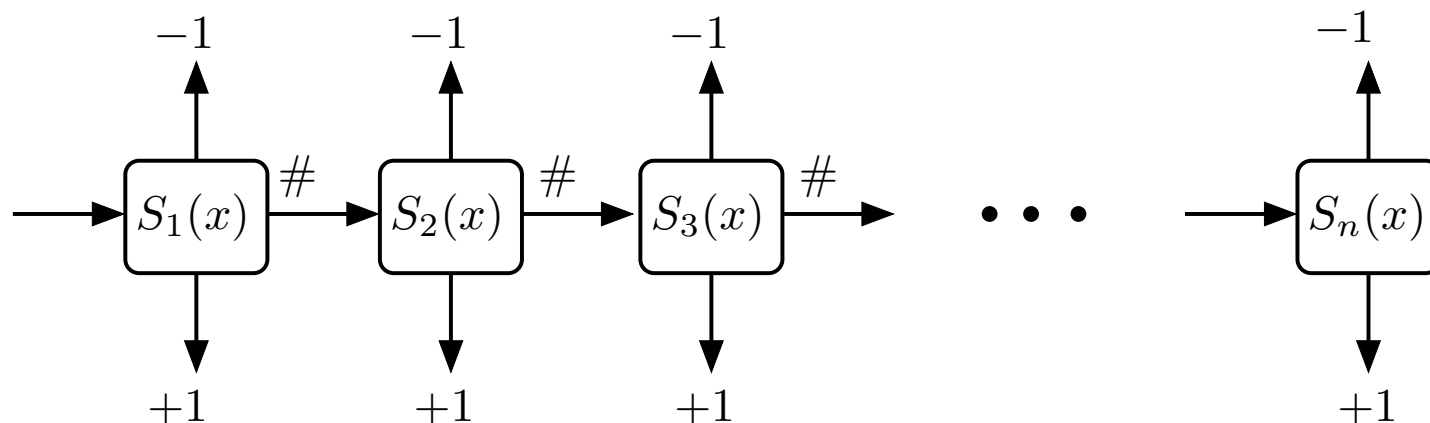 −1 −1 −1 −1
# # #
S₁(x) S₂(x) S₃(x) • • • Sₙ(x)
+1 +1 +1 +1